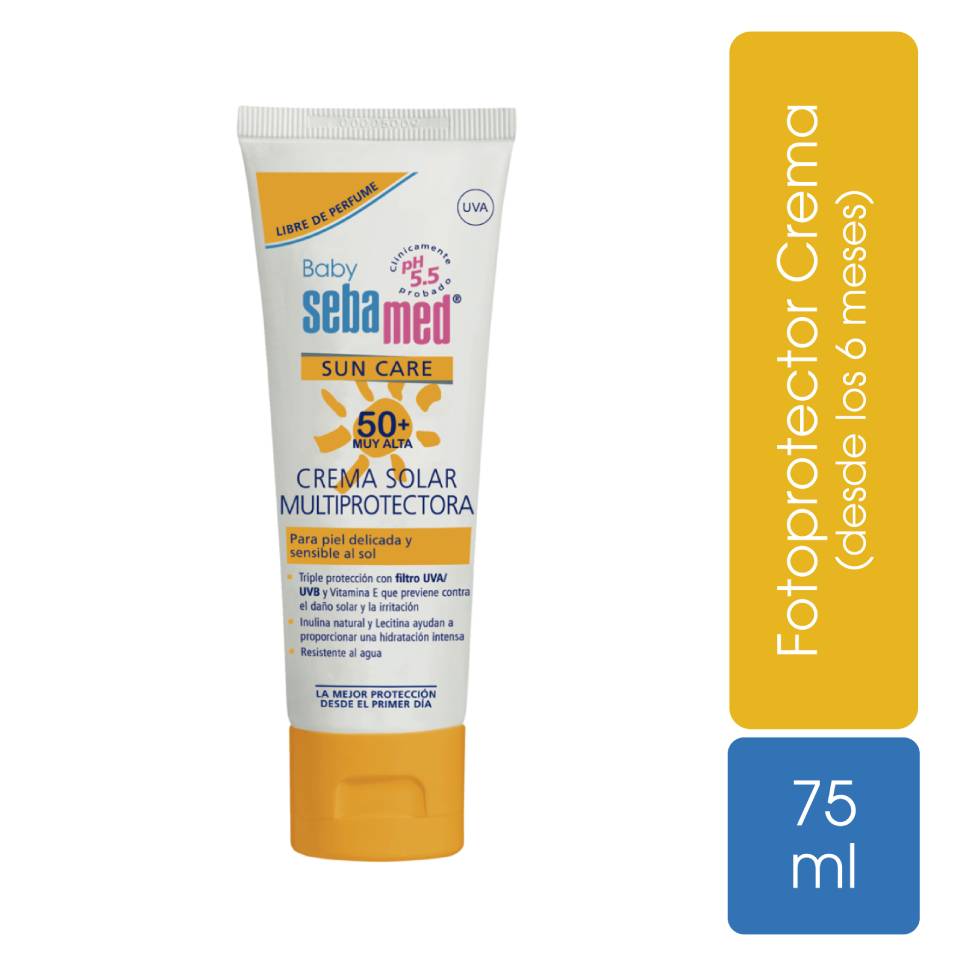 LIBRE DE PERFUME
UVA
Baby
clínicamente
pH
5.5
probado
sebamed®
SUN CARE
50+
MUY ALTA
CREMA SOLAR
MULTIPROTECTORA
Para piel delicada y
sensible al sol
• Triple protección con filtro UVA/
UVB y Vitamina E que previene contra
el daño solar y la irritación
• Inulina natural y Lecitina ayudan a
proporcionar una hidratación intensa
• Resistente al agua
LA MEJOR PROTECCIÓN
DESDE EL PRIMER DÍA
Fotoprotector Crema
(desde los 6 meses)
75
ml